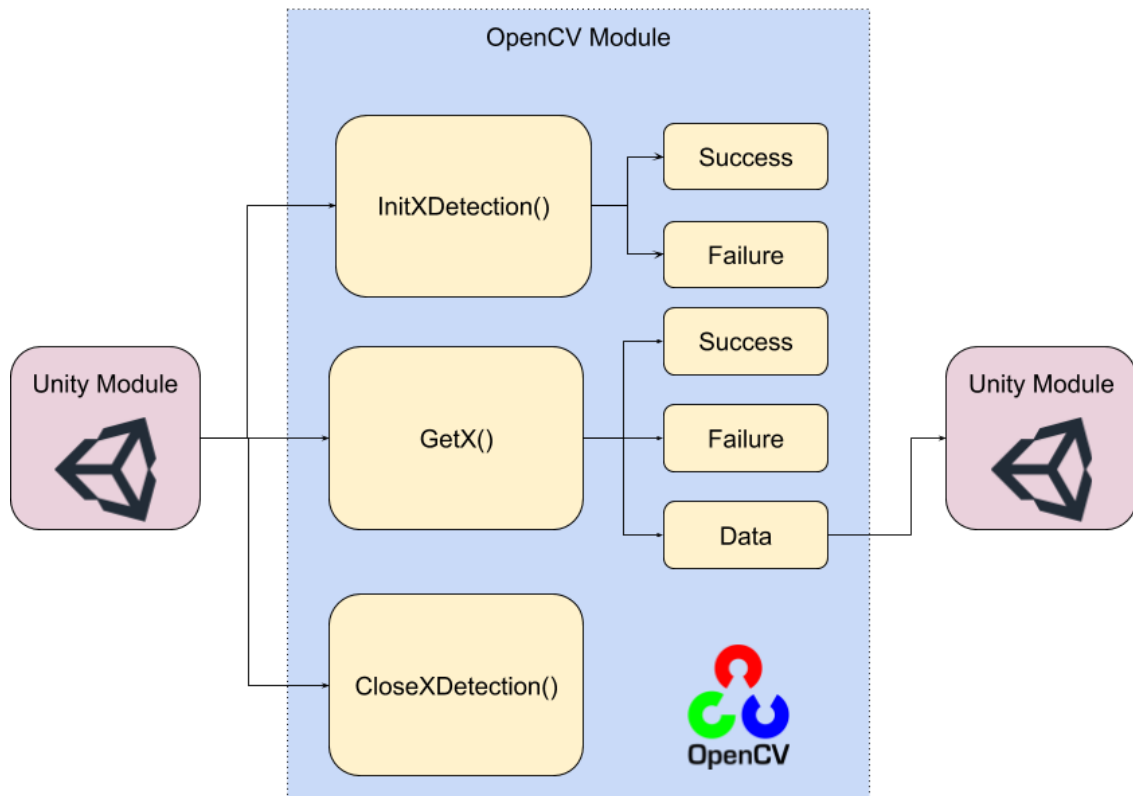 OpenCV Module
InitXDetection()
Success
Failure
Unity Module
GetX()
Success
Failure
Data
Unity Module
CloseXDetection()
OpenCV